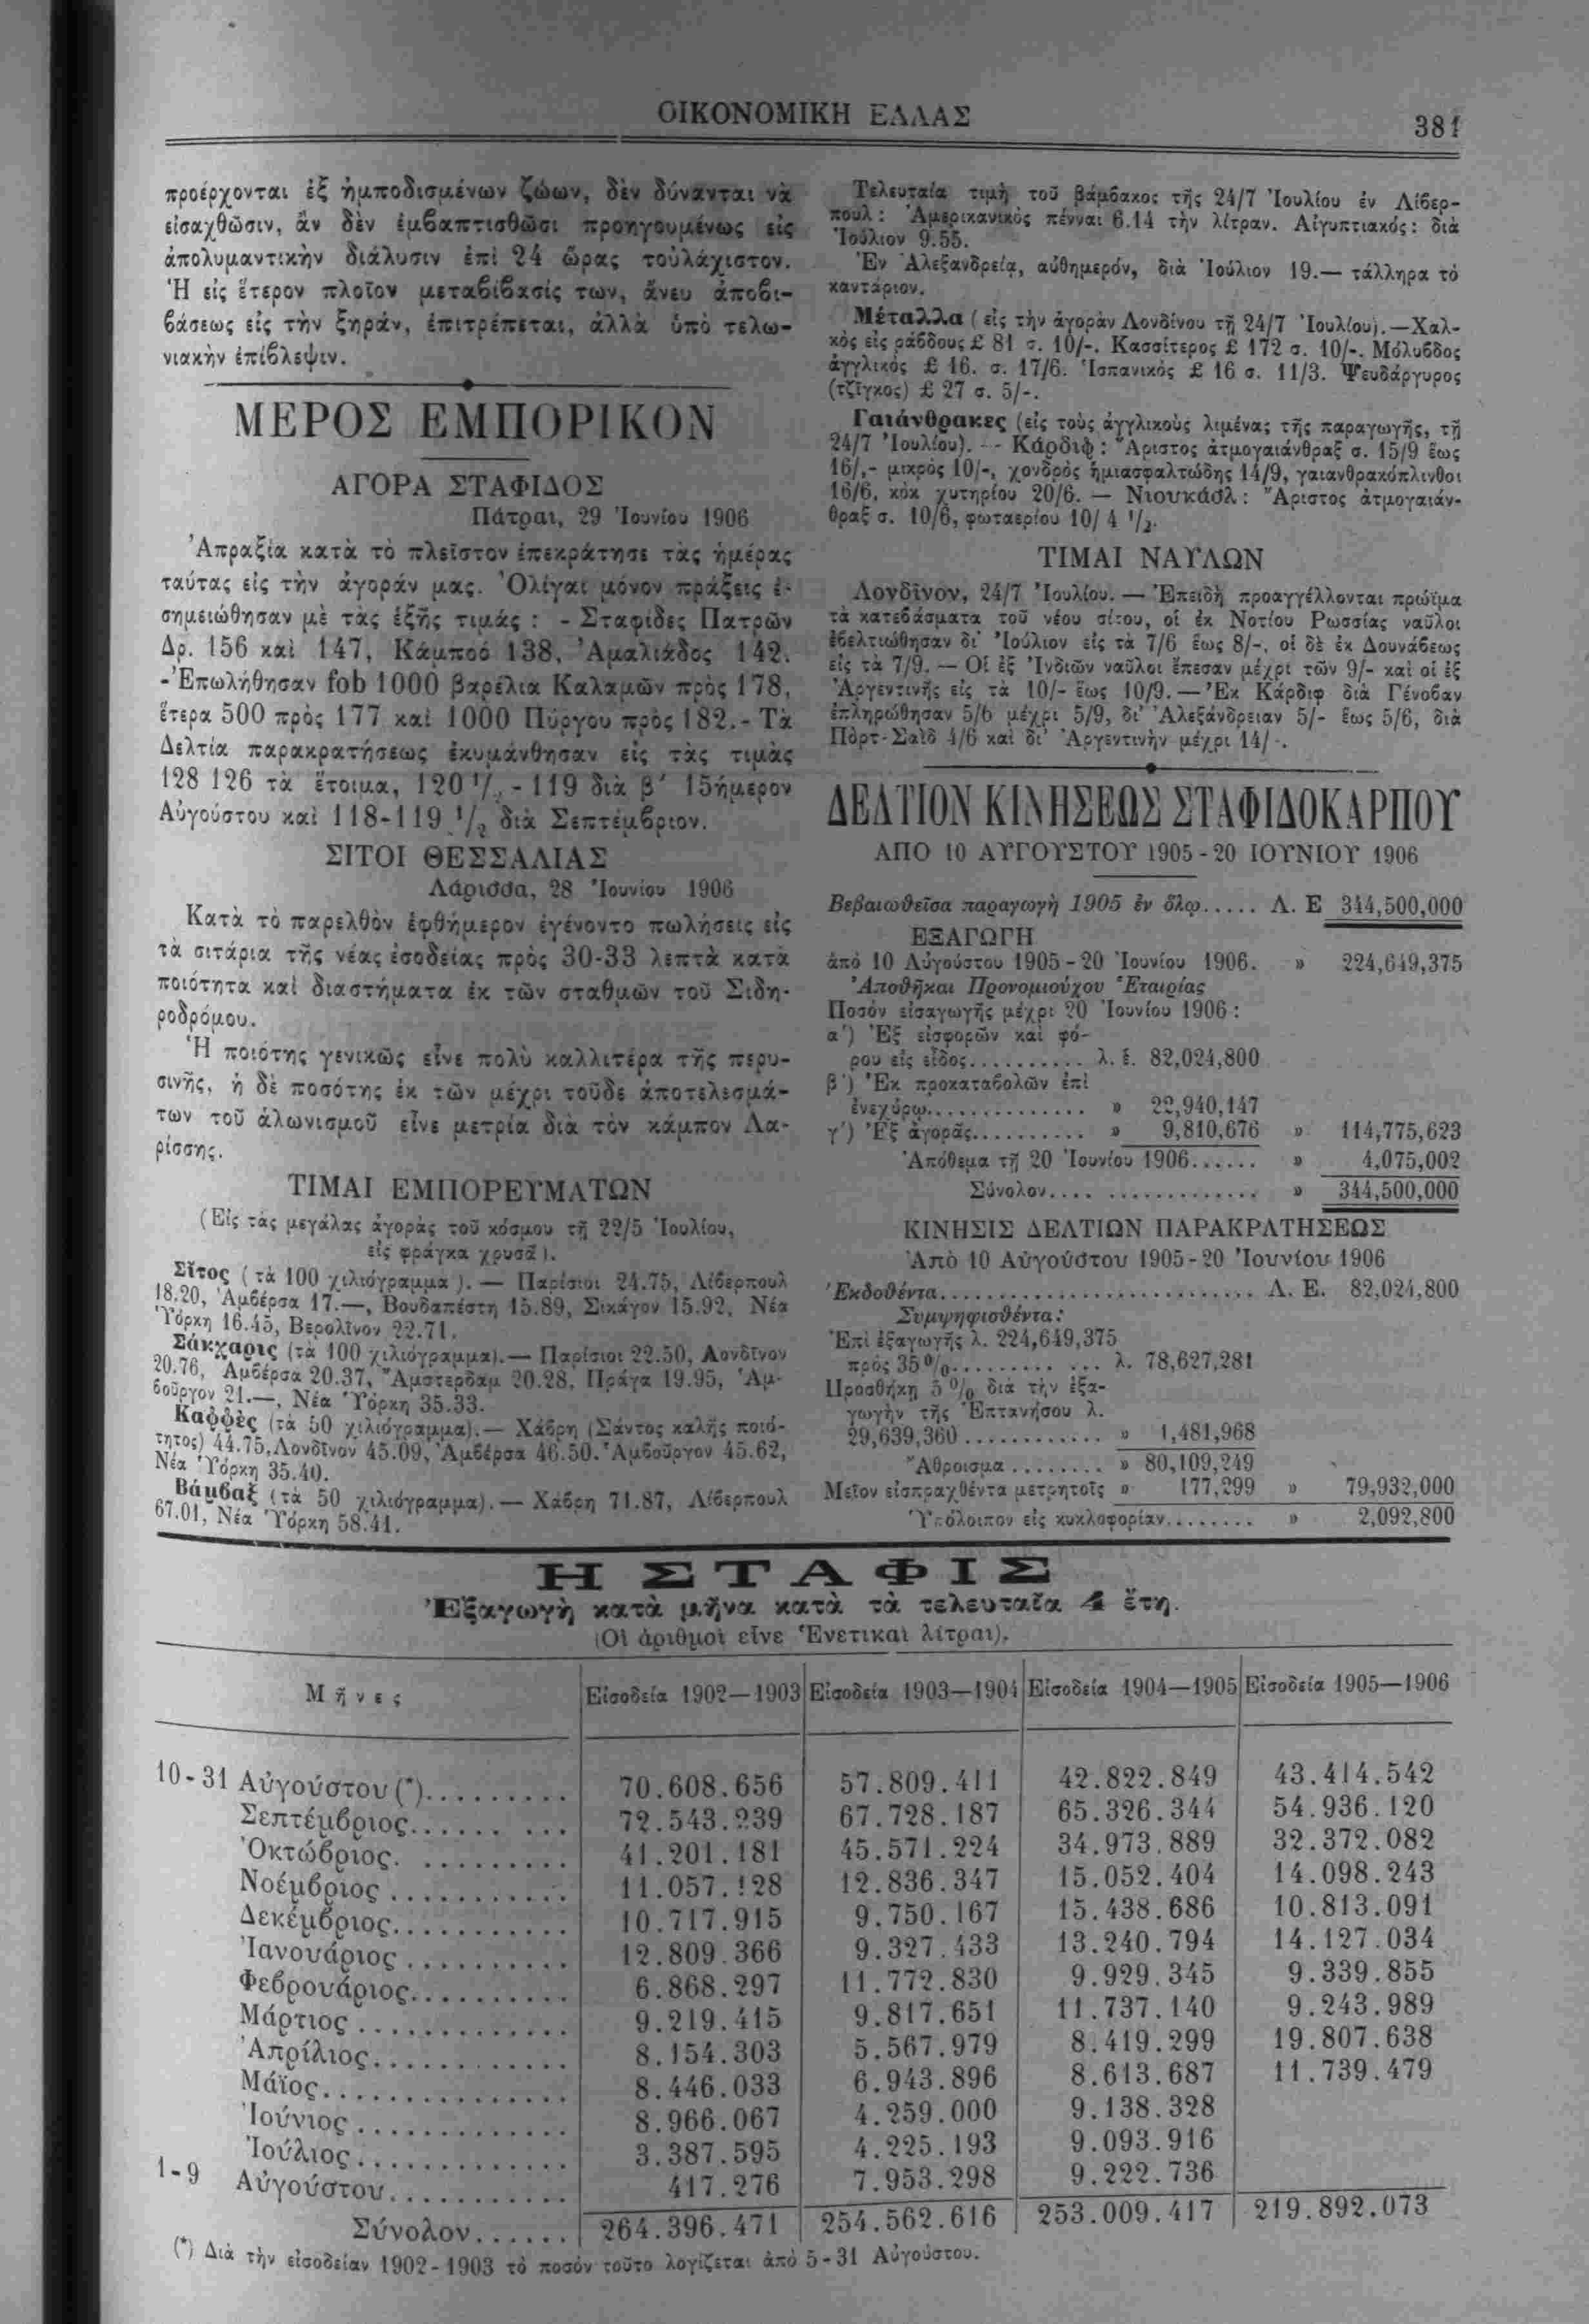 ΟΙΚΟΝΟΜΙΚΗ ΕΛΛΑΣ
381
προέρχονται ἐξ ἠμποδισμένων ζώων, δὲν δύνανται νὰ
εἰσαχθῶσιν, ἂν δὲν ἐμβαπτισθῶσι προηγουμένως εἰς
ἀπολυμαντικὴν διάλυσιν ἐπὶ 24 ὥρας τοὐλάχιστον.
Ἡ εἰς ἕτερον πλοῖον μεταβίβασίς των, ἄνευ ἀποβι-
βάσεως εἰς τὴν ξηράν, ἐπιτρέπεται, ἀλλὰ ὑπὸ τελω-
νιακὴν ἐπίβλεψιν.
ΜΕΡΟΣ ΕΜΠΟΡΙΚΟΝ
ΑΓΟΡΑ ΣΤΑΦΙΔΟΣ
Πάτραι, 29 Ἰουνίου 1906
Ἀπραξία κατὰ τὸ πλεῖστον ἐπεκράτησε τὰς ἡμέρας
ταύτας εἰς τὴν ἀγοράν μας. Ὀλίγαι μόνον πράξεις ἐ-
σημειώθησαν μὲ τὰς ἑξῆς τιμάς : - Σταφίδες Πατρῶν
Δρ. 156 καὶ 147, Κάμποσ 138, Ἀμαλιάδος 142.
-Ἐπωλήθησαν fob 1000 βαρέλια Καλαμῶν πρὸς 178,
ἕτερα 500 πρὸς 177 καὶ 1000 Πύργου πρὸς 182.- Τὰ
Δελτία παρακρατήσεως ἐκυμάνθησαν εἰς τὰς τιμὰς
128 126 τὰ ἕτοιμα, 120 1/2 - 119 διὰ β′ 15ήμερον
Αὐγούστου καὶ 118-119 1/2 διὰ Σεπτέμβριον.
ΣΙΤΟΙ ΘΕΣΣΑΛΙΑΣ
Λάρισσα, 28 Ἰουνίου 1906
Κατὰ τὸ παρελθὸν ἑφθήμερον ἐγένοντο πωλήσεις εἰς
τὰ σιτάρια τῆς νέας ἐσοδείας πρὸς 30-33 λεπτὰ κατὰ
ποιότητα καὶ διαστήματα ἐκ τῶν σταθμῶν τοῦ Σιδη-
ροδρόμου.
Ἡ ποιότης γενικῶς εἶνε πολὺ καλλιτέρα τῆς περυ-
σινῆς, ἡ δὲ ποσότης ἐκ τῶν μέχρι τοῦδε ἀποτελεσμά-
των τοῦ ἁλωνισμοῦ εἶνε μετρία διὰ τὸν κάμπον Λα-
ρίσσης.
ΤΙΜΑΙ ΕΜΠΟΡΕΥΜΑΤΩΝ
(Εἰς τὰς μεγάλας ἀγορὰς τοῦ κόσμου τῇ 22/5 Ἰουλίου,
εἰς φράγκα χρυσᾶ).
Σῖτος (τὰ 100 χιλιόγραμμα). — Παρίσιοι 24.75, Λίβερπουλ
18.20, Ἀμβέρσα 17.—, Βουδαπέστη 15.89, Σικάγον 15.92, Νέα
Ὑόρκη 16.45, Βερολῖνον 22.71.
Σάκχαρις (τὰ 100 χιλιόγραμμα).— Παρίσιοι 22.50, Λονδῖνον
20.76, Ἀμβέρσα 20.37, Ἀμστερδαμ 20.28, Πράγα 19.95, Ἁμ-
βοῦργον 21.—, Νέα Ὑόρκη 35.33.
Καφφὲς (τὰ 50 χιλιόγραμμα).— Χάβρη (Σάντος καλῆς ποιό-
τητος) 44.75, Λονδῖνον 45.09, Ἀμβέρσα 46.50. Ἁμβοῦργον 45.62,
Νέα Ὑόρκη 35.40.
Βάμβαξ (τὰ 50 χιλιόγραμμα). — Χάβρη 71.87, Λίβερπουλ
67.01, Νέα Ὑόρκη 58.41.
Τελευταία τιμὴ τοῦ βάμβακος τῆς 24/7 Ἰουλίου ἐν Λίβερ-
πουλ : Ἀμερικανικὸς πένναι 6.14 τὴν λίτραν. Αἰγυπτιακός: διὰ
Ἰούλιον 9.55.
Ἐν Ἀλεξανδρείᾳ, αὐθημερόν, διὰ Ἰούλιον 19.— τάλληρα τὸ
καντάριον.
Μέταλλα (εἰς τὴν ἀγορὰν Λονδίνου τῇ 24/7 Ἰουλίου).—Χαλ-
κὸς εἰς ράβδους £ 81 σ. 10/-. Κασσίτερος £ 172 σ. 10/-. Μόλυβδος
ἀγγλικός £ 16. σ. 17/6. Ἱσπανικός £ 16 σ. 11/3. Ψευδάργυρος
(τζῖγκος) £ 27 σ. 5/-.
Γαιάνθρακες (εἰς τοὺς ἀγγλικοὺς λιμένας τῆς παραγωγῆς, τῇ
24/7 Ἰουλίου). -- Κάρδιφ : Ἄριστος ἀτμογαιάνθραξ σ. 15/9 ἕως
16/,- μικρὸς 10/-, χονδρὸς ἡμιασφαλτώδης 14/9, γαιανθρακόπλινθοι
16/6, κὸκ χυτηρίου 20/6. — Νιουκάσλ : Ἄριστος ἀτμογαιάν-
θραξ σ. 10/6, φωταερίου 10/ 4 1/2.
ΤΙΜΑΙ ΝΑΥΛΩΝ
Λονδῖνον, 24/7 Ἰουλίου. — Ἐπειδὴ προαγγέλλονται πρώϊμα
τὰ κατεβάσματα τοῦ νέου σίτου, οἱ ἐκ Νοτίου Ρωσσίας ναῦλοι
ἐβελτιώθησαν δι' Ἰούλιον εἰς τὰ 7/6 ἕως 8/-, οἱ δὲ ἐκ Δουνάβεως
εἰς τὰ 7/9. — Οἱ ἐξ Ἰνδιῶν ναῦλοι ἔπεσαν μέχρι τῶν 9/- καὶ οἱ ἐξ
Ἀργεντινῆς εἰς τὰ 10/- ἕως 10/9. — Ἐκ Κάρδιφ διὰ Γένοβαν
ἐπληρώθησαν 5/6 μέχρι 5/9, δι' Ἀλεξάνδρειαν 5/- ἕως 5/6, διὰ
Πὸρτ-Σαῒδ 4/6 καὶ δι' Ἀργεντινὴν μέχρι 14/-.
ΔΕΛΤΙΟΝ ΚΙΝΗΣΕΩΣ ΣΤΑΦΙΔΟΚΑΡΠΟΥ
ΑΠΟ 10 ΑΥΓΟΥΣΤΟΥ 1905-20 ΙΟΥΝΙΟΥ 1906
Βεβαιωθεῖσα παραγωγὴ 1905 ἐν ὅλῳ..... Λ. Ε 344,500,000
ΕΞΑΓΩΓΗ
ἀπὸ 10 Αὐγούστου 1905-20 Ἰουνίου 1906. » 224,649,375
Ἀποθῆκαι Προνομιούχου Ἑταιρίας
Ποσὸν εἰσαγωγῆς μέχρι 20 Ἰουνίου 1906 :
α') Ἐξ εἰσφορῶν καὶ φό-
ρου εἰς εἶδος........... λ. ἑ. 82,024,800
β') Ἐκ προκαταβολῶν ἐπὶ
ἐνεχύρῳ............... » 22,940,147
γ') Ἐξ ἀγορᾶς........... » 9,810,676 » 114,775,623
Ἀπόθεμα τῇ 20 Ἰουνίου 1906...... » 4,075,002
Σύνολον.... .............. » 344,500,000
ΚΙΝΗΣΙΣ ΔΕΛΤΙΩΝ ΠΑΡΑΚΡΑΤΗΣΕΩΣ
Ἀπὸ 10 Αὐγούστου 1905-20 Ἰουνίου 1906
Ἐκδοθέντα............................ Λ. Ε. 82,024,800
Συμψηφισθέντα:
Ἐπὶ ἐξαγωγῆς λ. 224,649,375
πρὸς 35%.......... ... λ. 78,627,281
Προσθήκη 5% διὰ τὴν ἐξα-
γωγὴν τῆς Ἑπτανήσου λ.
29,639,360............. » 1,481,968
Ἄθροισμα......... » 80,109,249
Μεῖον εἰσπραχθέντα μετρητοῖς » 177,299 » 79,932,000
Ὑπόλοιπον εἰς κυκλοφορίαν........ » 2,092,800
Η ΣΤΑΦΙΣ
Ἐξαγωγὴ κατὰ μῆνα κατὰ τὰ τελευταῖα 4 ἔτη.
(Οἱ ἀριθμοὶ εἶνε Ἑνετικαὶ λίτραι).
Μῆνες Εἰσοδεία 1902—1903 Εἰσοδεία 1903—1904 Εἰσοδεία 1904—1905 Εἰσοδεία 1905—1906
10-31 Αὐγούστου(*)......... 70.608.656 57.809.411 42.822.849 43.414.542
Σεπτέμβριος...... ... 72.543.239 67.728.187 65.326.344 54.936.120
Ὀκτώβριος. ......... 41.201.181 45.571.224 34.973.889 32.372.082
Νοέμβριος........... 11.057.128 12.836.347 15.052.404 14.098.243
Δεκέμβριος........... 10.717.915 9.750.167 15.438.686 10.813.091
Ἰανουάριος.......... 12.809.366 9.327.433 13.240.794 14.127.034
Φεβρουάριος.......... 6.868.297 11.772.830 9.929.345 9.339.855
Μάρτιος............. 9.219.415 9.817.651 11.737.140 9.243.989
Ἀπρίλιος............ 8.154.303 5.567.979 8.419.299 19.807.638
Μάϊος............... 8.446.033 6.943.896 8.613.687 11.739.479
Ἰούνιος............. 8.966.067 4.259.000 9.138.328
Ἰούλιος............. 3.387.595 4.225.193 9.093.916
1-9 Αὐγούστου........... 417.276 7.953.298 9.222.736
Σύνολον...... 264.396.471 254.562.616 253.009.417 219.892.073
(*) Διὰ τὴν εἰσοδείαν 1902-1903 τὸ ποσὸν τοῦτο λογίζεται ἀπὸ 5-31 Αὐγούστου.